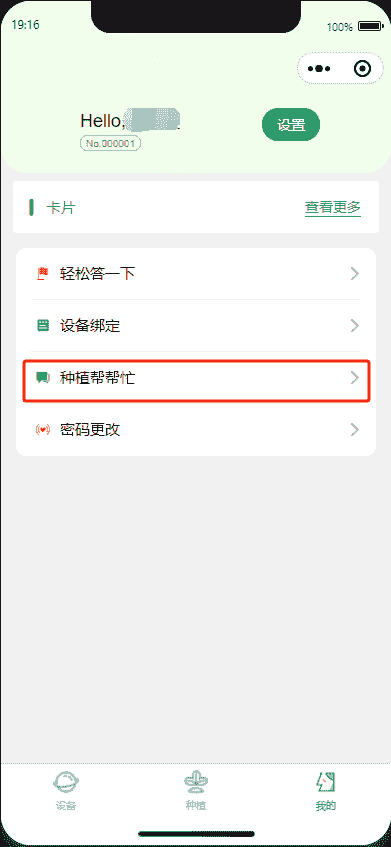 19:16
100%
Hello,
设置
No.000001
卡片
查看更多
轻松答一下
设备绑定
种植帮帮忙
密码更改
设备
种植
我的